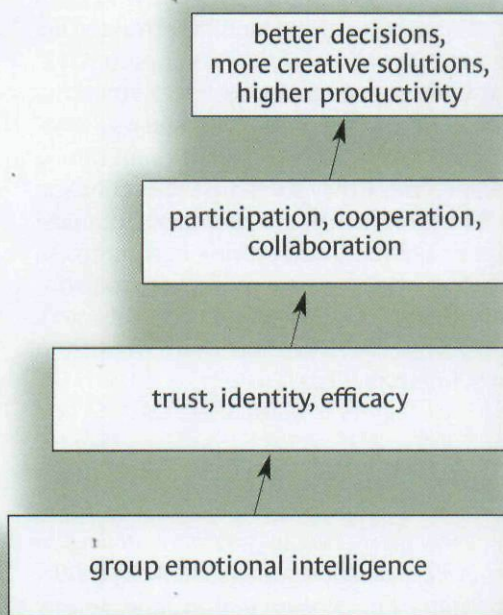 better decisions,
more creative solutions,
higher productivity
participation, cooperation,
collaboration
trust, identity, efficacy
group emotional intelligence